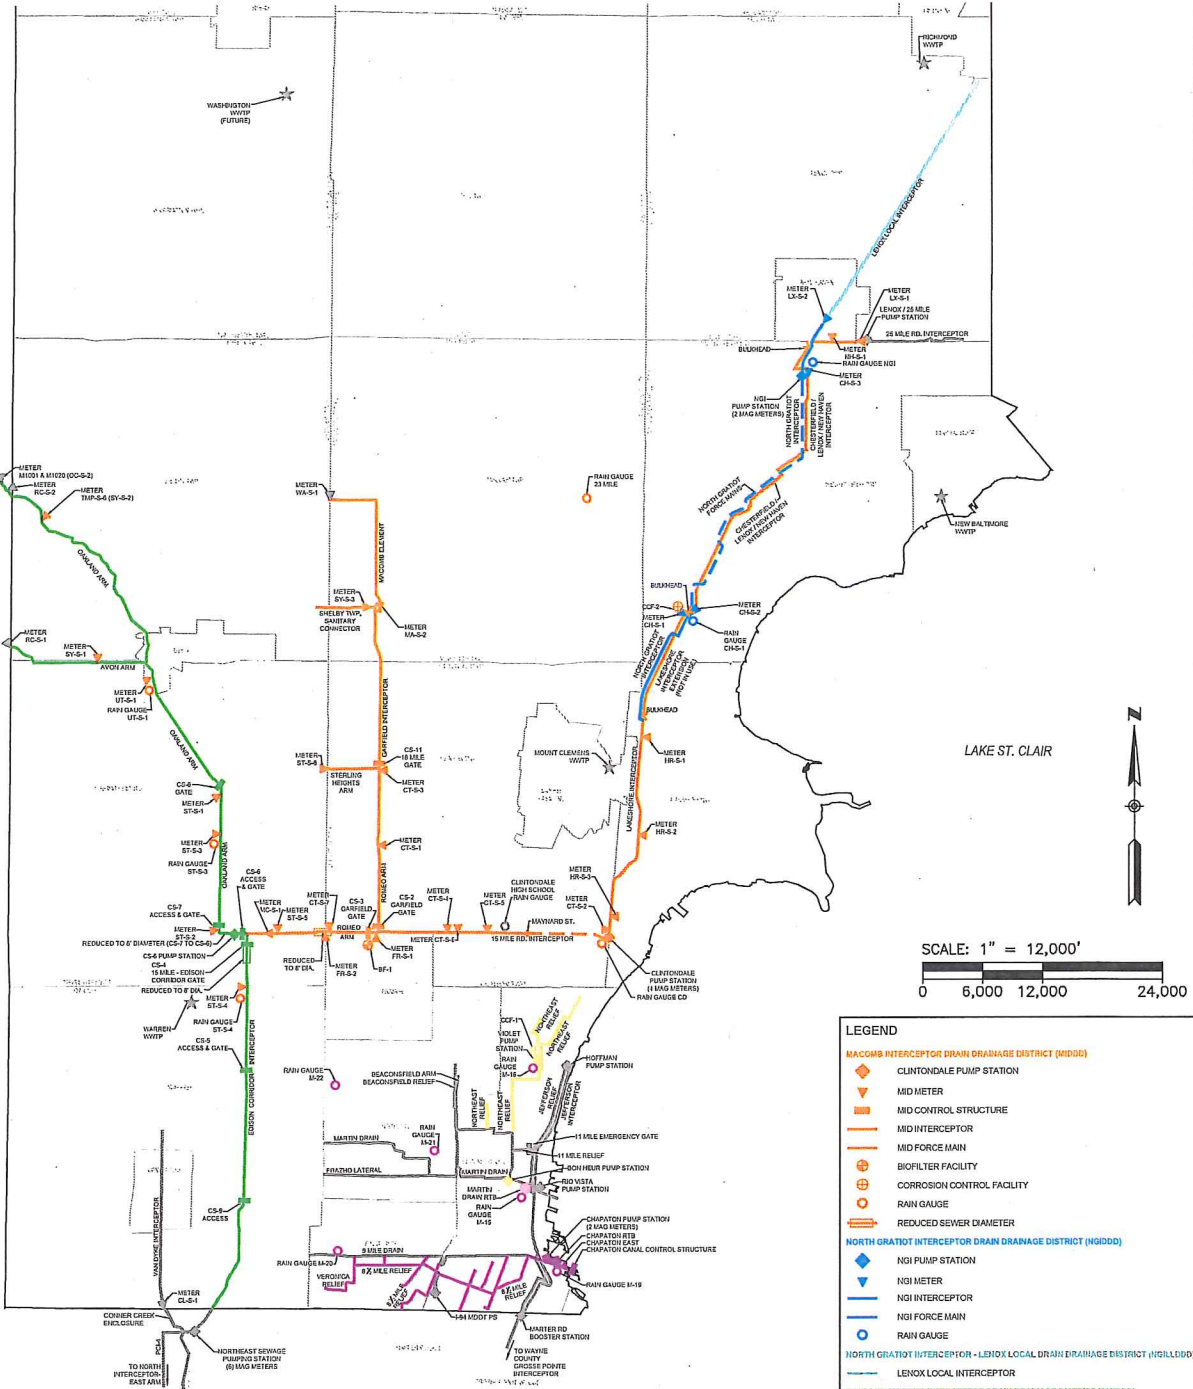 RICHMOND
WWTP
WASHINGTON
WWTP
(FUTURE)
LENOX LOCAL INTERCEPTOR
METER
LX-S-2
METER
LX-S-1
LENOX / 26 MILE
PUMP STATION
26 MILE RD. INTERCEPTOR
BULKHEAD
METER
NH-S-1
RAIN GAUGE NGI
METER
CH-S-3
NGI
PUMP STATION
(2 MAG METERS)
NORTH GRATIOT
INTERCEPTOR
CHESTERFIELD /
LENOX / NEW HAVEN
INTERCEPTOR
METER
M1001 & M1020 (OO-S-2)
METER
RC-S-2
METER
TMP-S-6 (SY-S-2)
METER
WA-S-1
RAIN GAUGE
23 MILE
NORTH GRATIOT
FORCE MAINS
CHESTERFIELD /
LENOX / NEW HAVEN
INTERCEPTOR
NEW BALTIMORE
WWTP
OAKLAND ARM
MACOMB ELEMENT
METER
SY-S-3
SHELBY TWP.
SANITARY
CONNECTOR
METER
MA-S-2
BULKHEAD
CCF-2
METER
CH-S-1
METER
CH-S-2
RAIN
GAUGE
CH-S-1
METER
RC-S-1
METER
SY-S-1
AVON ARM
METER
UT-S-1
RAIN GAUGE
UT-S-1
NORTH GRATIOT
INTERCEPTOR
LAKESHORE
INTERCEPTOR
EXTENSION
(NOT IN USE)
BULKHEAD
OAKLAND ARM
GARFIELD INTERCEPTOR
CS-11
18 MILE
GATE
METER
ST-S-8
STERLING
HEIGHTS
ARM
METER
CT-S-3
MOUNT CLEMENS
WWTP
METER
HR-S-1
LAKE ST. CLAIR
N
CS-8
GATE
METER
ST-S-1
METER
ST-S-3
RAIN GAUGE
ST-S-3
OAKLAND ARM
METER
CT-S-1
LAKESHORE INTERCEPTOR
METER
HR-S-2
CS-6
ACCESS
& GATE
CS-7
ACCESS & GATE
METER
ST-S-2
METER
MC-S-1
METER
ST-S-5
METER
CT-S-7
CS-3
GARFIELD
GATE
CS-2
GARFIELD
GATE
ROMEO ARM
METER
CT-S-4
METER
CT-S-5
CLINTONDALE
HIGH SCHOOL
RAIN GAUGE
METER
HR-S-3
METER
CT-S-2
MAYNARD ST.
ROMEO
ARM
15 MILE RD. INTERCEPTOR
METER CT-S-6
REDUCED TO 8' DIAMETER (CS-7 TO CS-6)
CS-6 PUMP STATION
CS-4
15 MILE - EDISON
CORRIDOR GATE
REDUCED TO 8' DIA.
REDUCED
TO 8' DIA.
METER
FR-S-2
METER
FR-S-1
BF-1
CLINTONDALE
PUMP STATION
(4 MAG METERS)
RAIN GAUGE CD
METER
ST-S-4
RAIN GAUGE
ST-S-4
WARREN
WWTP
CS-5
ACCESS & GATE
EDISON CORRIDOR INTERCEPTOR
SCALE: 1" = 12,000'
0 6,000 12,000 24,000
CCF-1
VIOLET
PUMP
STATION
NORTHEAST
RELIEF
NORTHEAST
RELIEF
RAIN
GAUGE
M-16
HOFFMAN
PUMP STATION
RAIN GAUGE
M-22
BEACONSFIELD ARM
BEACONSFIELD RELIEF
NORTHEAST
RELIEF
NORTHEAST
RELIEF
JEFFERSON
RELIEF
JEFFERSON
INTERCEPTOR
RAIN
GAUGE
M-21
MARTIN DRAIN
FRAZHO LATERAL
MARTIN DRAIN
11 MILE EMERGENCY GATE
11 MILE RELIEF
BON HEUR PUMP STATION
RIO VISTA
PUMP STATION
MARTIN
DRAIN RTB
RAIN
GAUGE
M-15
CS-9
ACCESS
VAN DYKE INTERCEPTOR
CHAPATON PUMP STATION
(2 MAG METERS)
CHAPATON RTB
CHAPATON EAST
CHAPATON CANAL CONTROL STRUCTURE
RAIN GAUGE M-20
9 MILE DRAIN
8 ½ MILE RELIEF
VERONICA
RELIEF
8 ½ MILE
RELIEF
8 ½ MILE
RELIEF
RAIN GAUGE M-19
I-94 MDOT PS
METER
CL-S-1
CONNER CREEK
ENCLOSURE
PCI-4
NORTHEAST SEWAGE
PUMPING STATION
(6) MAG METERS
TO NORTH
INTERCEPTOR-
EAST ARM
MARTER RD
BOOSTER STATION
TO WAYNE
COUNTY
GROSSE POINTE
INTERCEPTOR
LEGEND
MACOMB INTERCEPTOR DRAIN DRAINAGE DISTRICT (MIDDD)
CLINTONDALE PUMP STATION
MID METER
MID CONTROL STRUCTURE
MID INTERCEPTOR
MID FORCE MAIN
BIOFILTER FACILITY
CORROSION CONTROL FACILITY
RAIN GAUGE
REDUCED SEWER DIAMETER
NORTH GRATIOT INTERCEPTOR DRAIN DRAINAGE DISTRICT (NGIDDD)
NGI PUMP STATION
NGI METER
NGI INTERCEPTOR
NGI FORCE MAIN
RAIN GAUGE
NORTH GRATIOT INTERCEPTOR - LENOX LOCAL DRAIN DRAINAGE DISTRICT (NGILLDDD)
LENOX LOCAL INTERCEPTOR